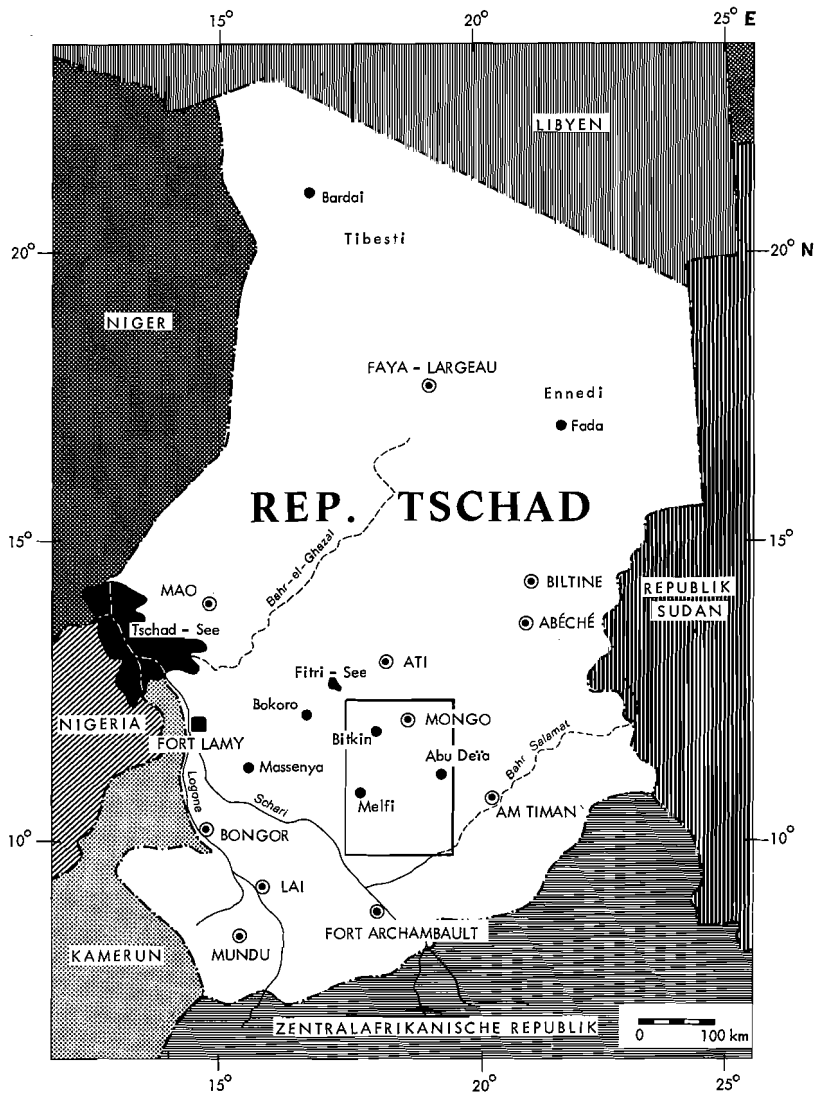 15° 20° 25° E
LIBYEN
Bardai
Tibesti
20° 20° N
NIGER
FAYA - LARGEAU
Ennedi
Fada
REP. TSCHAD
Bahr-el-Ghazal
15° 15°
MAO
BILTINE
REPUBLIK
SUDAN
ABÉCHÉ
Tschad - See
ATI
Fitri - See
Bokoro
MONGO
NIGERIA
Bitkin
FORT LAMY
Abu Deïa
Bahr Salamat
Massenya
Logone
Schari
Melfi
AM TIMAN
10° 10°
BONGOR
LAI
FORT ARCHAMBAULT
KAMERUN
MUNDU
ZENTRALAFRIKANISCHE REPUBLIK
0 100 km
15° 20° 25°